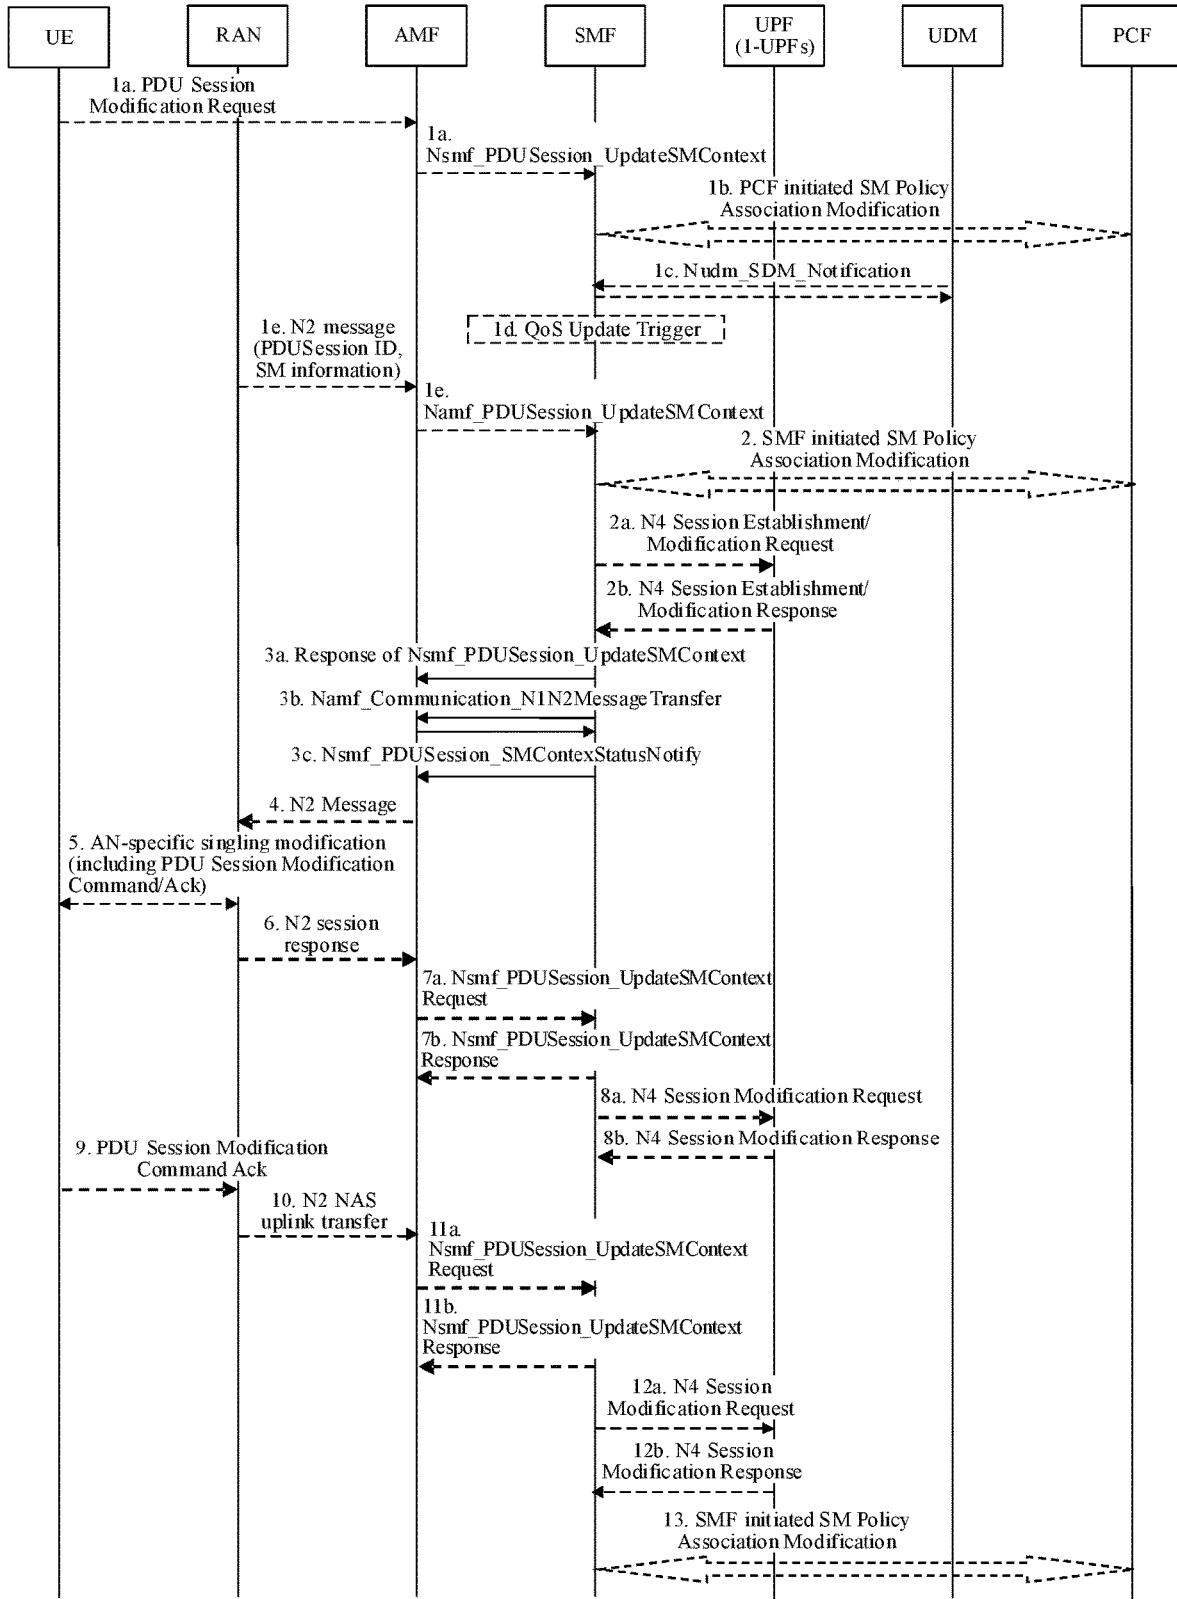 UE
RAN
AMF
SMF
UPF
(1-UPFs)
UDM
PCF
1a. PDU Session
Modification Request
1a.
Nsmf_PDUSession_UpdateSMContext
1b. PCF initiated SM Policy
Association Modification
1c. Nudm_SDM_Notification
1d. QoS Update Trigger
1e. N2 message
(PDUSession ID,
SM information)
1e.
Namf_PDUSession_UpdateSMContext
2. SMF initiated SM Policy
Association Modification
2a. N4 Session Establishment/
Modification Request
2b. N4 Session Establishment/
Modification Response
3a. Response of Nsmf_PDUSession_UpdateSMContext
3b. Namf_Communication_N1N2MessageTransfer
3c. Nsmf_PDUSession_SMContexStatusNotify
4. N2 Message
5. AN-specific singling modification
(including PDU Session Modification
Command/Ack)
6. N2 session
response
7a. Nsmf_PDUSession_UpdateSMContext
Request
7b. Nsmf_PDUSession_UpdateSMContext
Response
8a. N4 Session Modification Request
8b. N4 Session Modification Response
9. PDU Session Modification
Command Ack
10. N2 NAS
uplink transfer
11a.
Nsmf_PDUSession_UpdateSMContext
Request
11b.
Nsmf_PDUSession_UpdateSMContext
Response
12a. N4 Session
Modification Request
12b. N4 Session
Modification Response
13. SMF initiated SM Policy
Association Modification